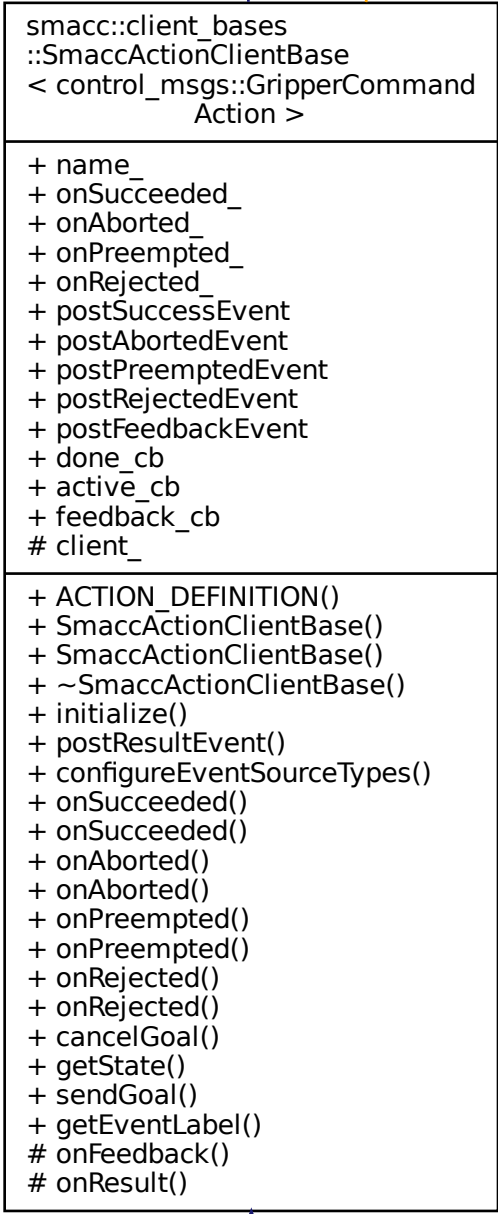 smacc::client_bases
::SmaccActionClientBase
< control_msgs::GripperCommand
Action >
+ name_
+ onSucceeded_
+ onAborted_
+ onPreempted_
+ onRejected_
+ postSuccessEvent
+ postAbortedEvent
+ postPreemptedEvent
+ postRejectedEvent
+ postFeedbackEvent
+ done_cb
+ active_cb
+ feedback_cb
# client_
+ ACTION_DEFINITION()
+ SmaccActionClientBase()
+ SmaccActionClientBase()
+ ~SmaccActionClientBase()
+ initialize()
+ postResultEvent()
+ configureEventSourceTypes()
+ onSucceeded()
+ onSucceeded()
+ onAborted()
+ onAborted()
+ onPreempted()
+ onPreempted()
+ onRejected()
+ onRejected()
+ cancelGoal()
+ getState()
+ sendGoal()
+ getEventLabel()
# onFeedback()
# onResult()